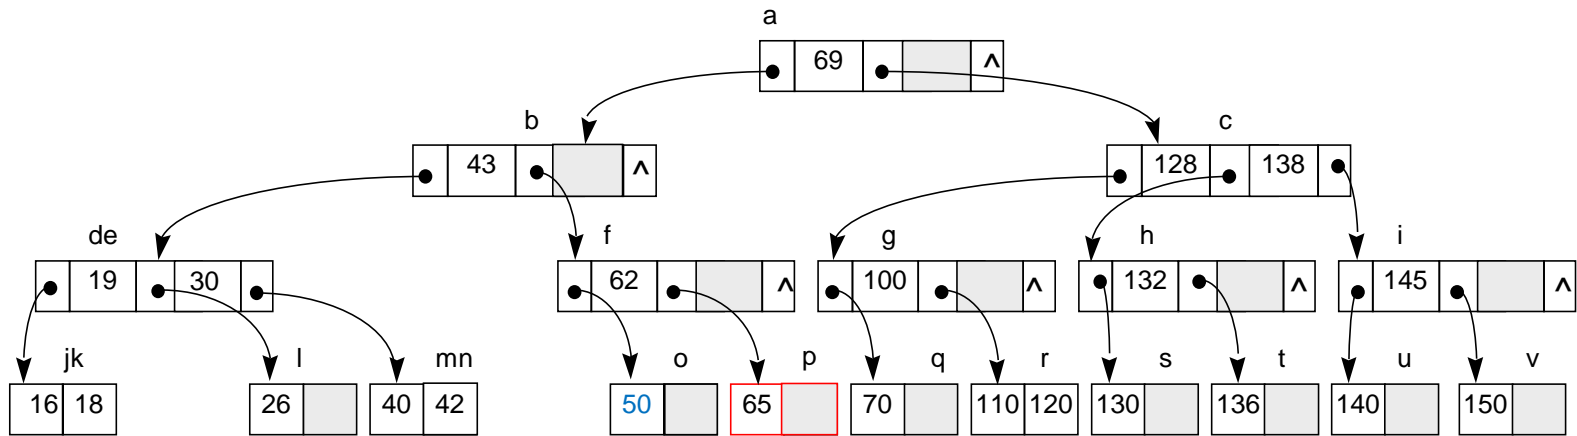 a
69 ^
b c
43 ^ 128 138
de f g h i
19 30 62 ^ 100 ^ 132 ^ 145 ^
jk l mn o p q r s t u v
16 18 26 40 42 50 65 70 110 120 130 136 140 150